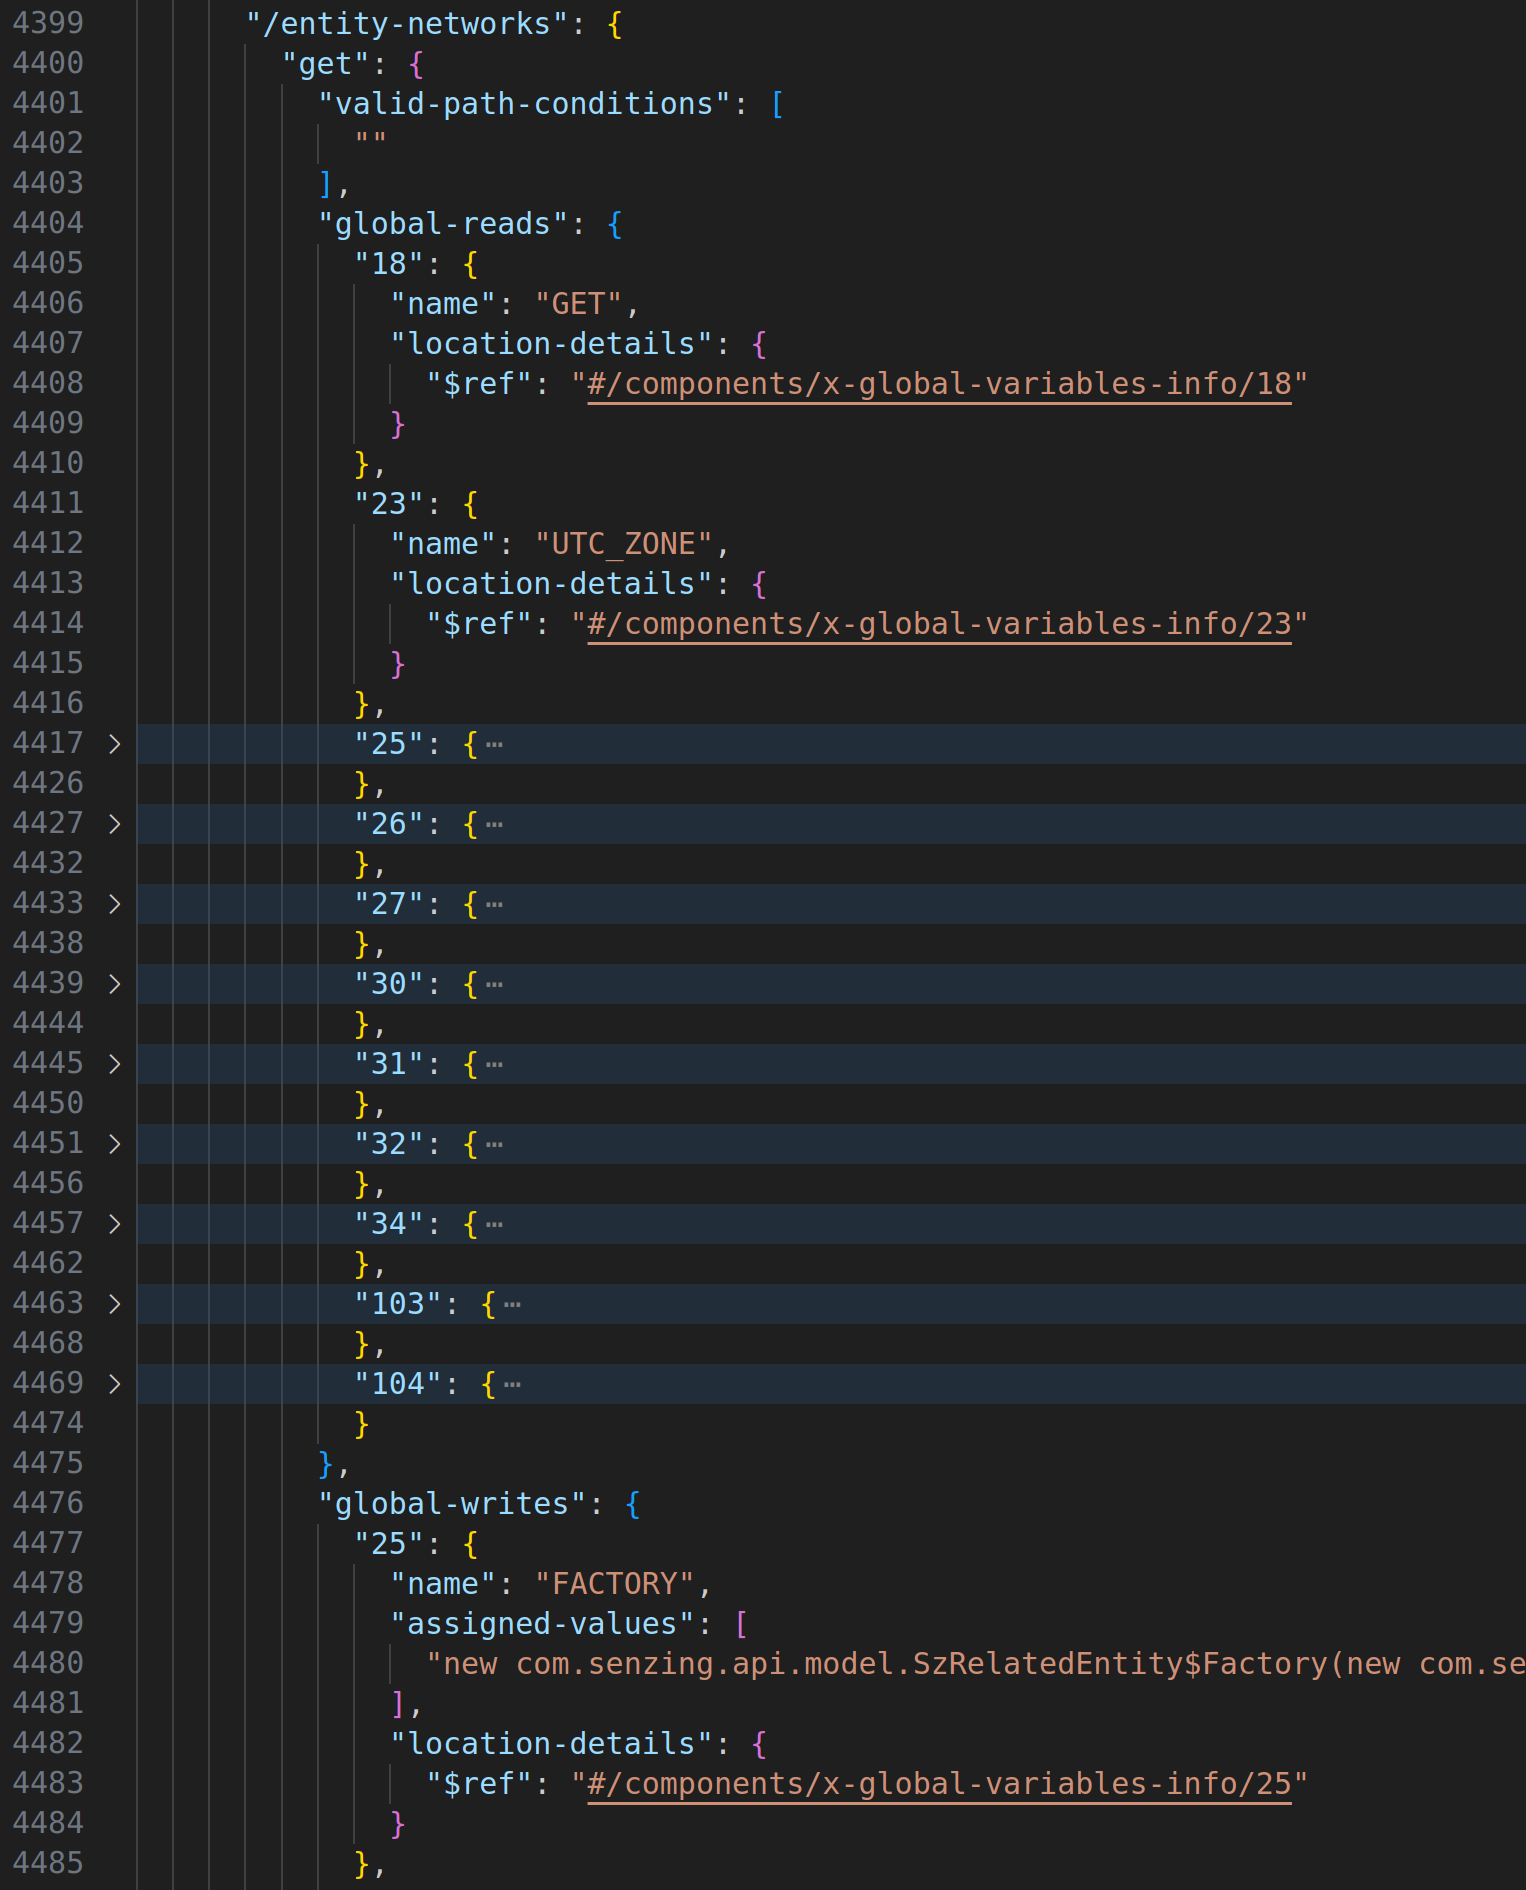 4399 "/entity-networks": {
4400 "get": {
4401 "valid-path-conditions": [
4402 ""
4403 ],
4404 "global-reads": {
4405 "18": {
4406 "name": "GET",
4407 "location-details": {
4408 "$ref": "#/components/x-global-variables-info/18"
4409 }
4410 },
4411 "23": {
4412 "name": "UTC_ZONE",
4413 "location-details": {
4414 "$ref": "#/components/x-global-variables-info/23"
4415 }
4416 },
4417 > "25": { ⋯
4426 },
4427 > "26": { ⋯
4432 },
4433 > "27": { ⋯
4438 },
4439 > "30": { ⋯
4444 },
4445 > "31": { ⋯
4450 },
4451 > "32": { ⋯
4456 },
4457 > "34": { ⋯
4462 },
4463 > "103": { ⋯
4468 },
4469 > "104": { ⋯
4474 }
4475 },
4476 "global-writes": {
4477 "25": {
4478 "name": "FACTORY",
4479 "assigned-values": [
4480 "new com.senzing.api.model.SzRelatedEntity$Factory(new com.se
4481 ],
4482 "location-details": {
4483 "$ref": "#/components/x-global-variables-info/25"
4484 }
4485 },